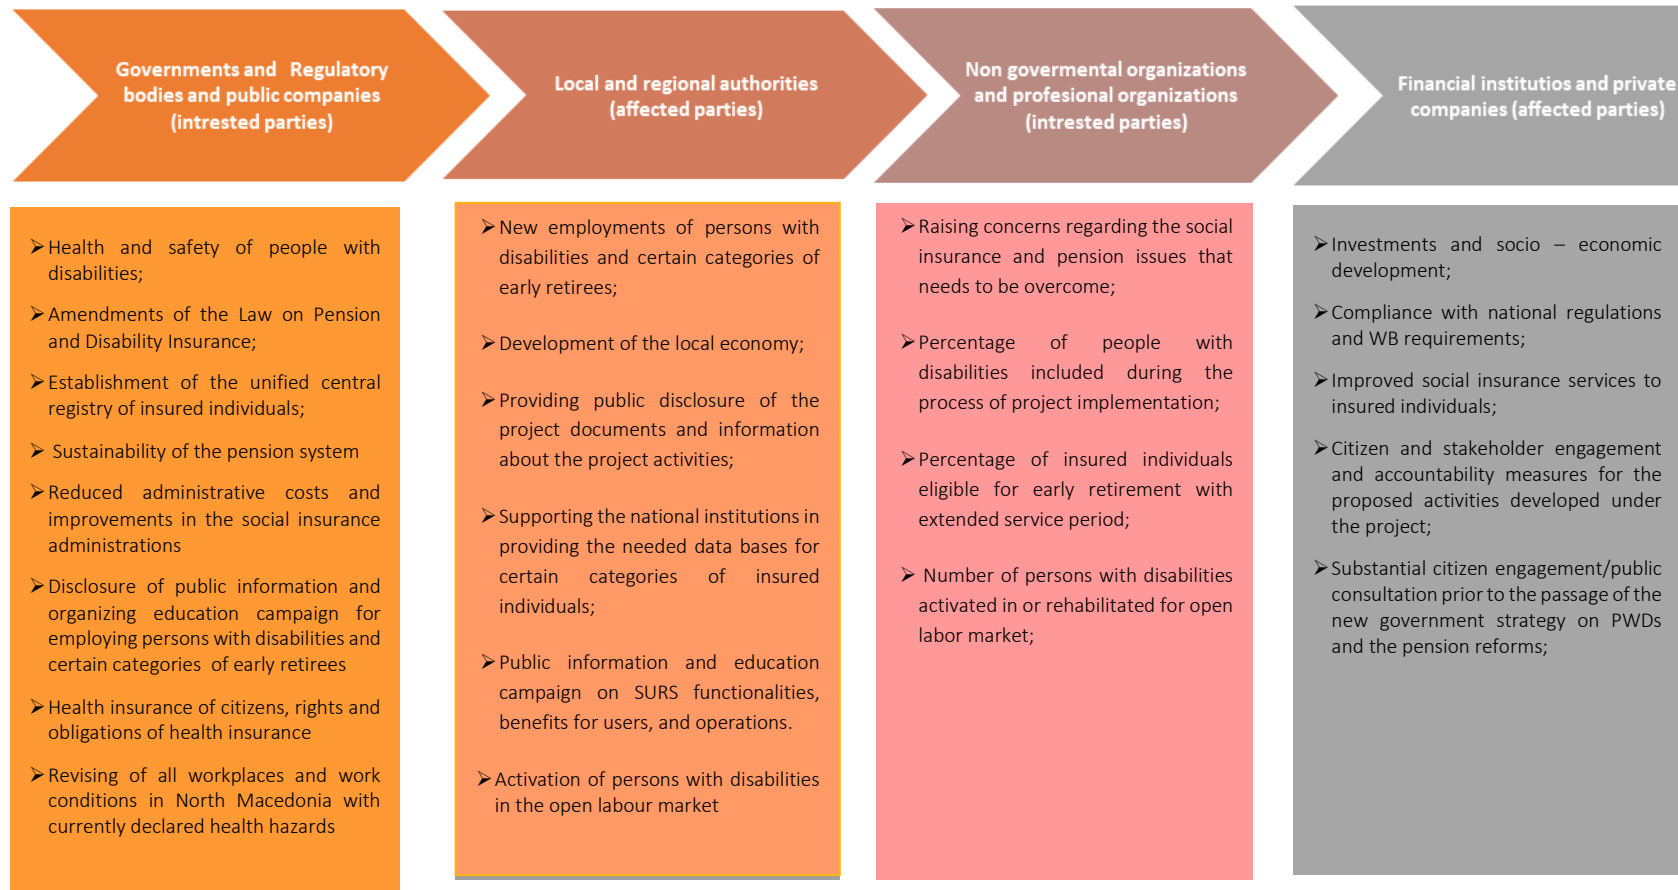 Governments and Regulatory
bodies and public companies
(intrested parties)
Local and regional authorities
(affected parties)
Non govermental organizations
and profesional organizations
(intrested parties)
Financial institutios and private
companies (affected parties)
➢Health and safety of people with
disabilities;
➢Amendments of the Law on Pension
and Disability Insurance;
➢Establishment of the unified central
registry of insured individuals;
➢ Sustainability of the pension system
➢Reduced administrative costs and
improvements in the social insurance
administrations
➢Disclosure of public information and
organizing education campaign for
employing persons with disabilities and
certain categories of early retirees
➢Health insurance of citizens, rights and
obligations of health insurance
➢Revising of all workplaces and work
conditions in North Macedonia with
currently declared health hazards
➢New employments of persons with
disabilities and certain categories of
early retirees;
➢Development of the local economy;
➢Providing public disclosure of the
project documents and information
about the project activities;
➢Supporting the national institutions in
providing the needed data bases for
certain categories of insured
individuals;
➢Public information and education
campaign on SURS functionalities,
benefits for users, and operations.
➢Activation of persons with disabilities
in the open labour market
➢Raising concerns regarding the social
insurance and pension issues that
needs to be overcome;
➢Percentage of people with
disabilities included during the
process of project implementation;
➢Percentage of insured individuals
eligible for early retirement with
extended service period;
➢ Number of persons with disabilities
activated in or rehabilitated for open
labor market;
➢Investments and socio – economic
development;
➢Compliance with national regulations
and WB requirements;
➢Improved social insurance services to
insured individuals;
➢Citizen and stakeholder engagement
and accountability measures for the
proposed activities developed under
the project;
➢Substantial citizen engagement/public
consultation prior to the passage of the
new government strategy on PWDs
and the pension reforms;